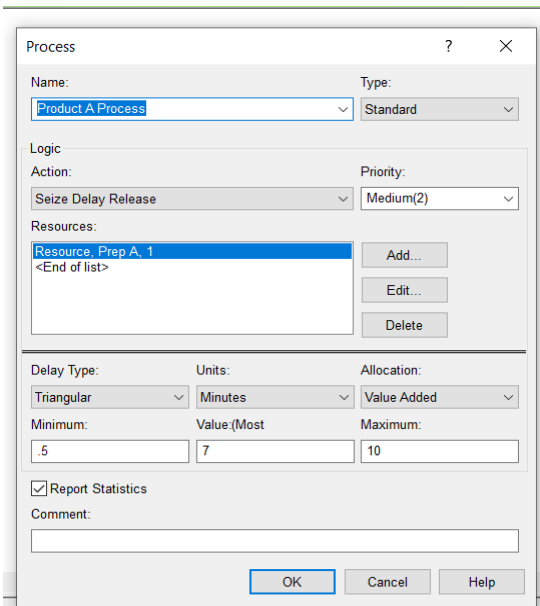 Process ? ×
Name: Type:
Product A Process Standard
Logic
Action: Priority:
Seize Delay Release Medium(2)
Resources:
Resource, Prep A, 1
<End of list>
Add...
Edit...
Delete
Delay Type: Units: Allocation:
Triangular Minutes Value Added
Minimum: Value:(Most Maximum:
.5 7 10
Report Statistics
Comment:
OK Cancel Help